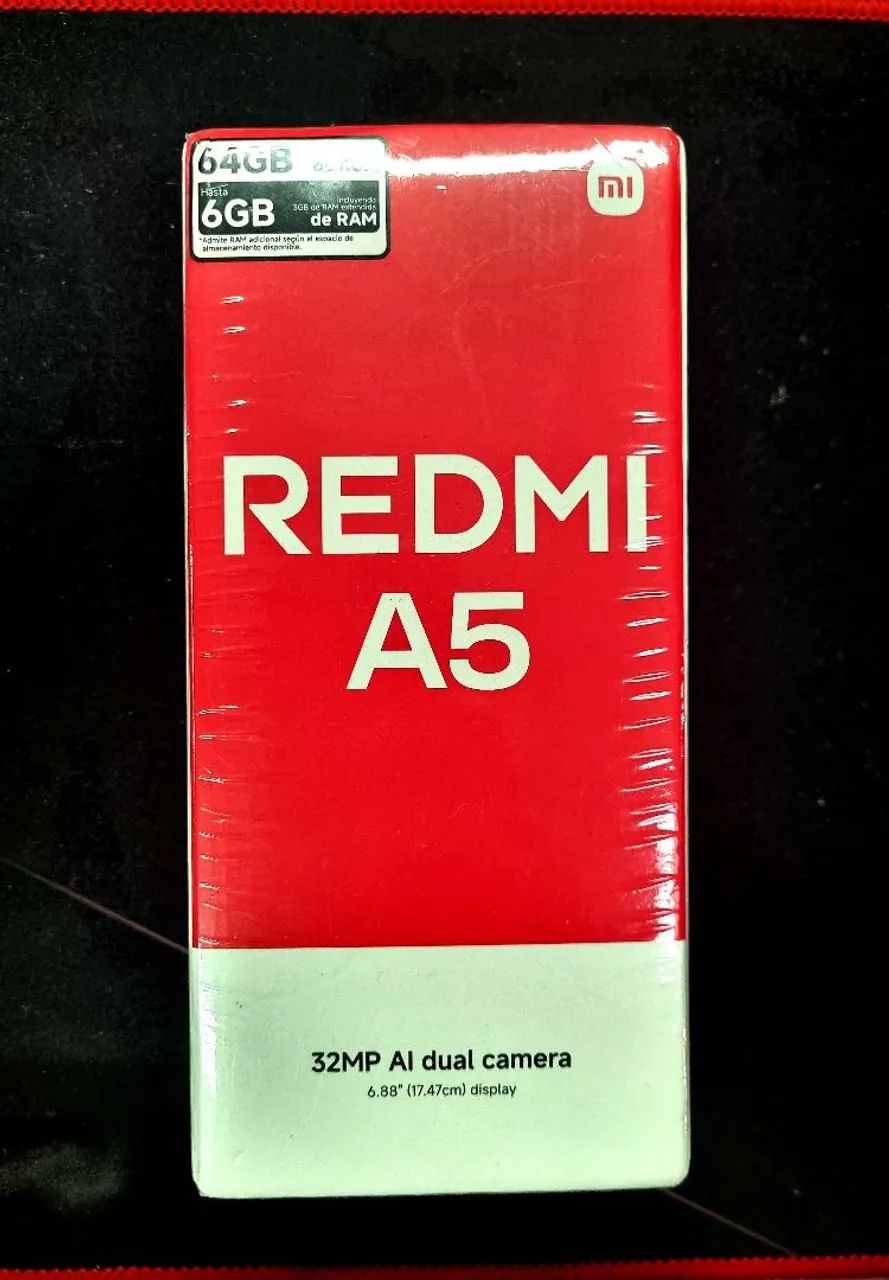 64GB
Hasta
6GB
Incluyendo
3GB de RAM extendida
de RAM
*Admite RAM adicional según el espacio de
almacenamiento disponible.
mi
REDMI
A5
32MP AI dual camera
6.88" (17.47cm) display